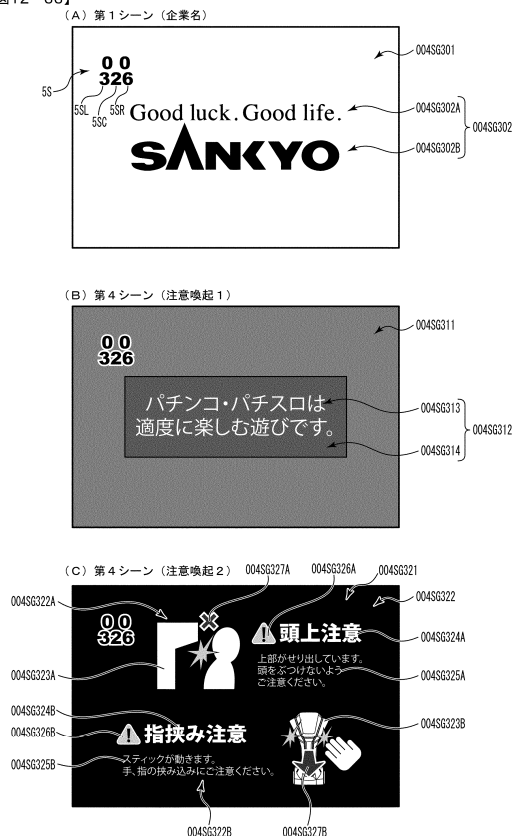 (A) 第1シーン (企業名)
004SG301
0 0
326
5S
5SL
5SC
5SR
Good luck. Good life.
SANKYO
004SG302A
004SG302B
004SG302
(B) 第4シーン (注意喚起1)
004SG311
0 0
326
パチンコ・パチスロは
適度に楽しむ遊びです。
004SG313
004SG314
004SG312
(C) 第4シーン (注意喚起2)
004SG327A
004SG326A
004SG321
004SG322
004SG322A
0 0
326
頭上注意
004SG324A
上部がせり出しています。
頭をぶつけないよう
ご注意ください。
004SG325A
004SG323A
004SG324B
004SG326B
指挟み注意
004SG323B
004SG325B
スティックが動きます。
手、指の挟み込みにご注意ください。
004SG322B
004SG327B